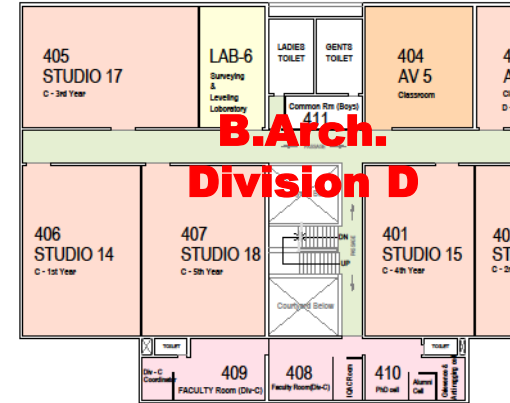 405
STUDIO 17
C - 3rd Year
LAB-6
Surveying
&
Leveling
Laboratory
LADIES
TOILET
GENTS
TOILET
404
AV 5
Classroom
Common Rm (Boys)
411
B.Arch.
Division D
406
STUDIO 14
C - 1st Year
407
STUDIO 18
C - 5th Year
DN
UP
Courtyard Below
401
STUDIO 15
C - 4th Year
TOILET
TOILET
Div - C
Coordinator
409
FACULTY Room (Div-C)
408
Faculty Room(Div-C)
IQAC Room
410
PhD cell
Alumni
Cell